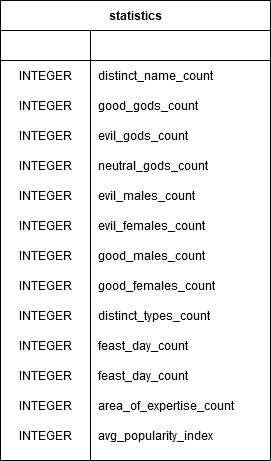 statistics
INTEGER distinct_name_count
INTEGER good_gods_count
INTEGER evil_gods_count
INTEGER neutral_gods_count
INTEGER evil_males_count
INTEGER evil_females_count
INTEGER good_males_count
INTEGER good_females_count
INTEGER distinct_types_count
INTEGER feast_day_count
INTEGER feast_day_count
INTEGER area_of_expertise_count
INTEGER avg_popularity_index